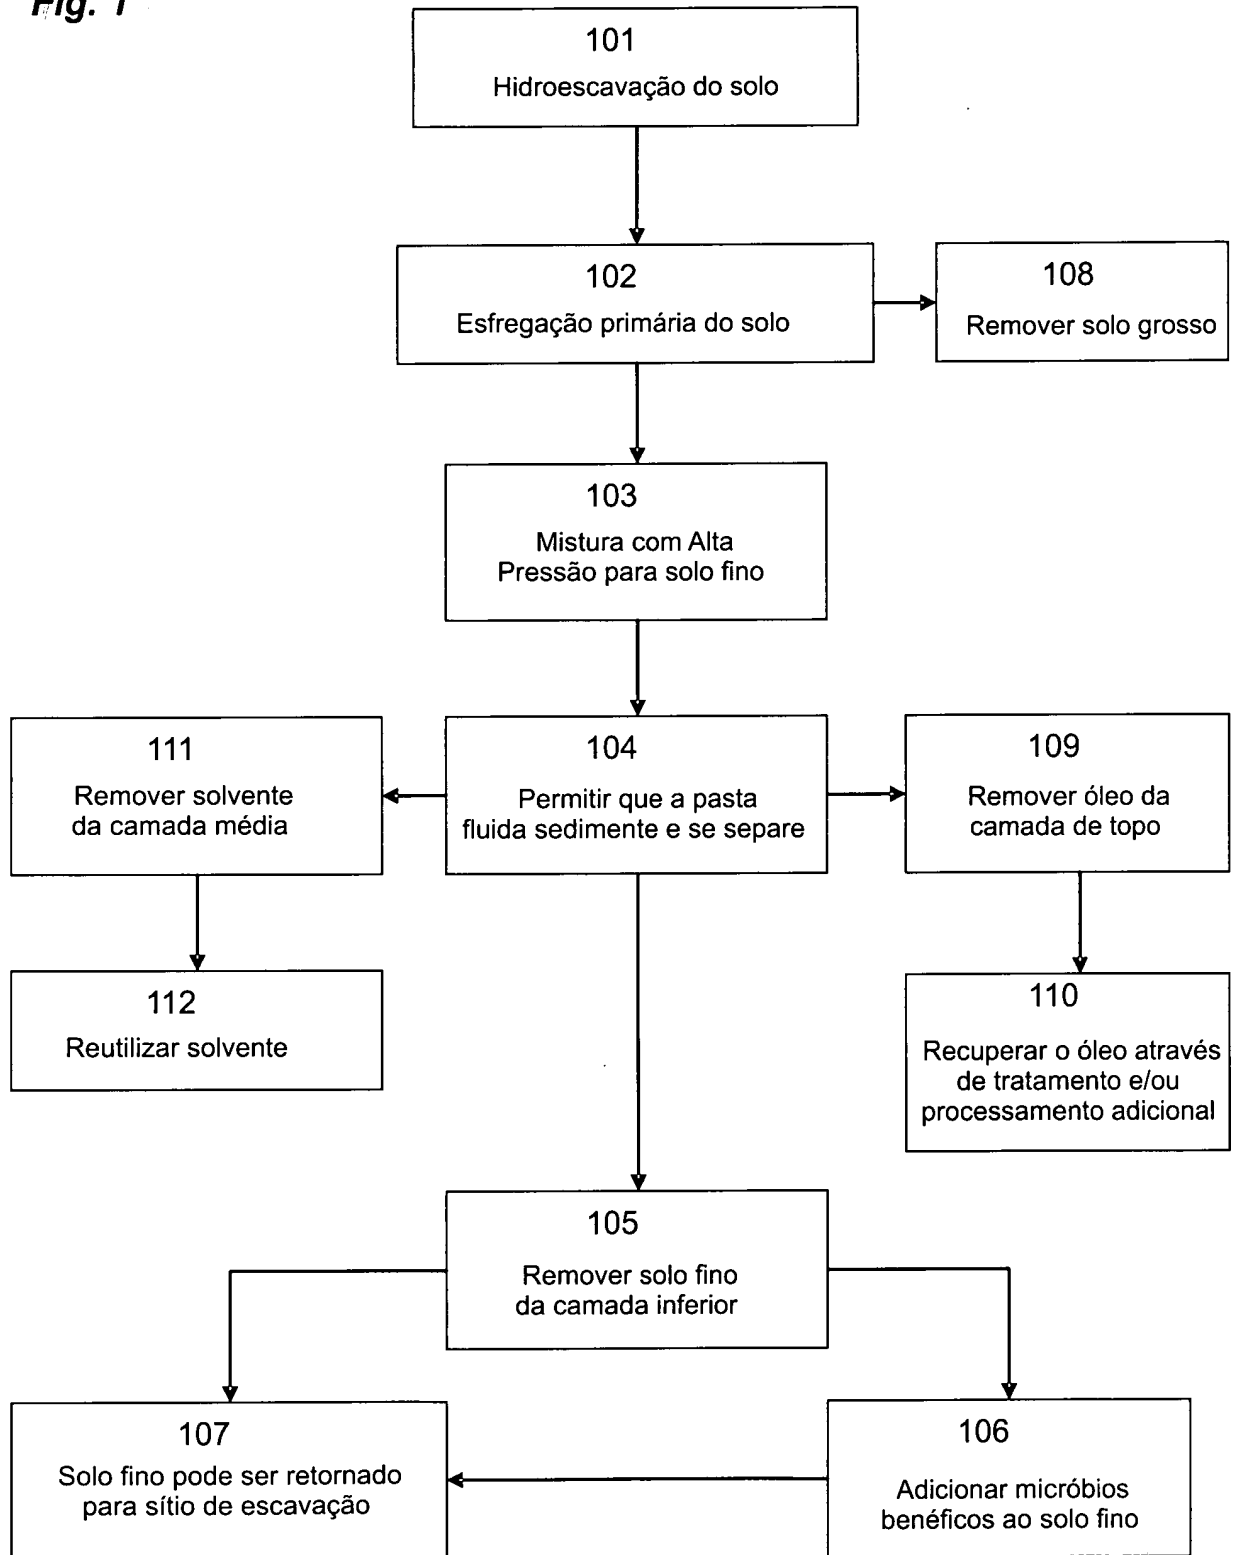 Fig. 1
101
Hidroescavação do solo
102
Esfregação primária do solo
108
Remover solo grosso
103
Mistura com Alta
Pressão para solo fino
111
Remover solvente
da camada média
104
Permitir que a pasta
fluida sedimente e se separe
109
Remover óleo da
camada de topo
112
Reutilizar solvente
110
Recuperar o óleo através
de tratamento e/ou
processamento adicional
105
Remover solo fino
da camada inferior
107
Solo fino pode ser retornado
para sítio de escavação
106
Adicionar micróbios
benéficos ao solo fino